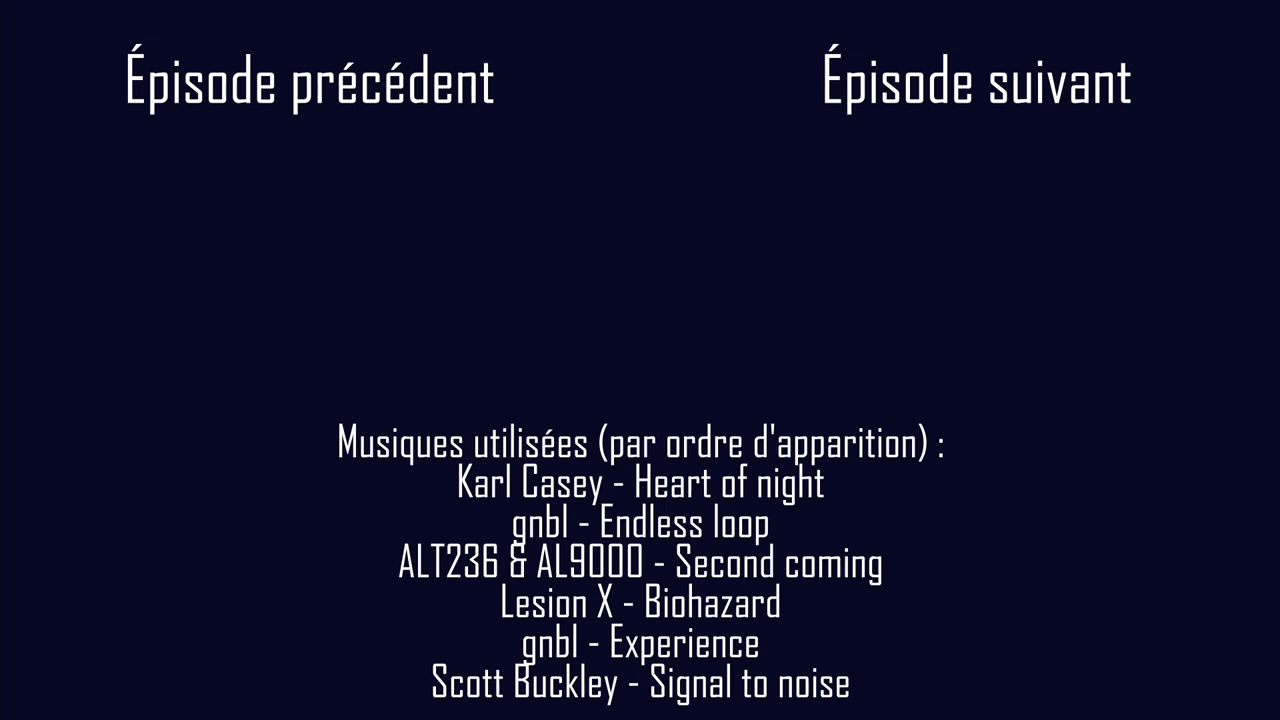 Épisode précédent
Épisode suivant
Musiques utilisées (par ordre d'apparition) :
Karl Casey - Heart of night
gnbl - Endless loop
ALT236 & AL9000 - Second coming
Lesion X - Biohazard
gnbl - Experience
Scott Buckley - Signal to noise